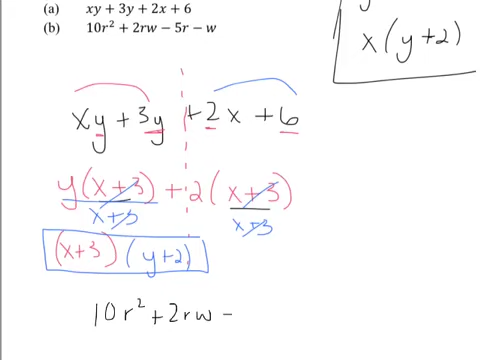 (a) xy + 3y + 2x + 6
(b) 10r² + 2rw − 5r − w
x(y+2)
xy + 3y + 2x + 6
y(x+3) + 2(x+3)
x+3 x+3
(x+3)(y+2)
10r² + 2rw −